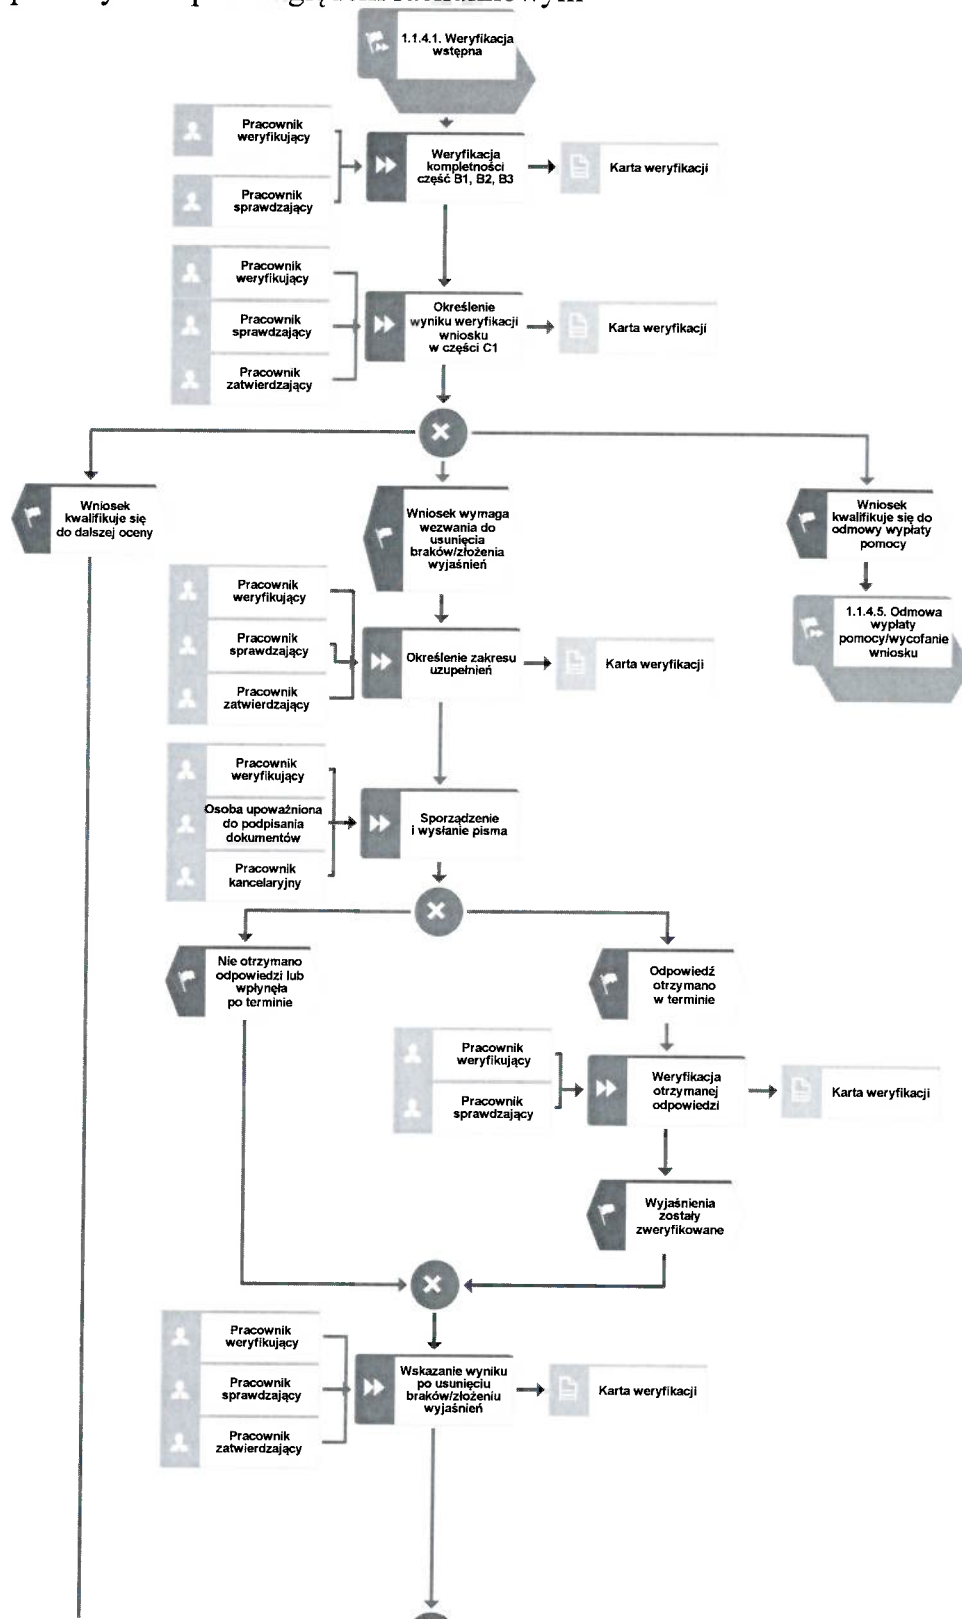 1.1.4.1. Weryfikacja
wstępna
Pracownik
weryfikujący
Pracownik
sprawdzający
Weryfikacja
kompletności
część B1, B2, B3
Karta weryfikacji
Pracownik
weryfikujący
Pracownik
sprawdzający
Pracownik
zatwierdzający
Określenie
wyniku weryfikacji
wniosku
w części C1
Karta weryfikacji
Wniosek
kwalifikuje się
do dalszej oceny
Wniosek wymaga
wezwania do
usunięcia
braków/złożenia
wyjaśnień
Wniosek
kwalifikuje się do
odmowy wypłaty
pomocy
1.1.4.5. Odmowa
wypłaty
pomocy/wycofanie
wniosku
Pracownik
weryfikujący
Pracownik
sprawdzający
Pracownik
zatwierdzający
Określenie zakresu
uzupełnień
Karta weryfikacji
Pracownik
weryfikujący
Osoba upoważniona
do podpisania
dokumentów
Pracownik
kancelaryjny
Sporządzenie
i wysłanie pisma
Nie otrzymano
odpowiedzi lub
wpłynęła
po terminie
Odpowiedź
otrzymano
w terminie
Pracownik
weryfikujący
Pracownik
sprawdzający
Weryfikacja
otrzymanej
odpowiedzi
Karta weryfikacji
Wyjaśnienia
zostały
zweryfikowane
Pracownik
weryfikujący
Pracownik
sprawdzający
Pracownik
zatwierdzający
Wskazanie wyniku
po usunięciu
braków/złożeniu
wyjaśnień
Karta weryfikacji